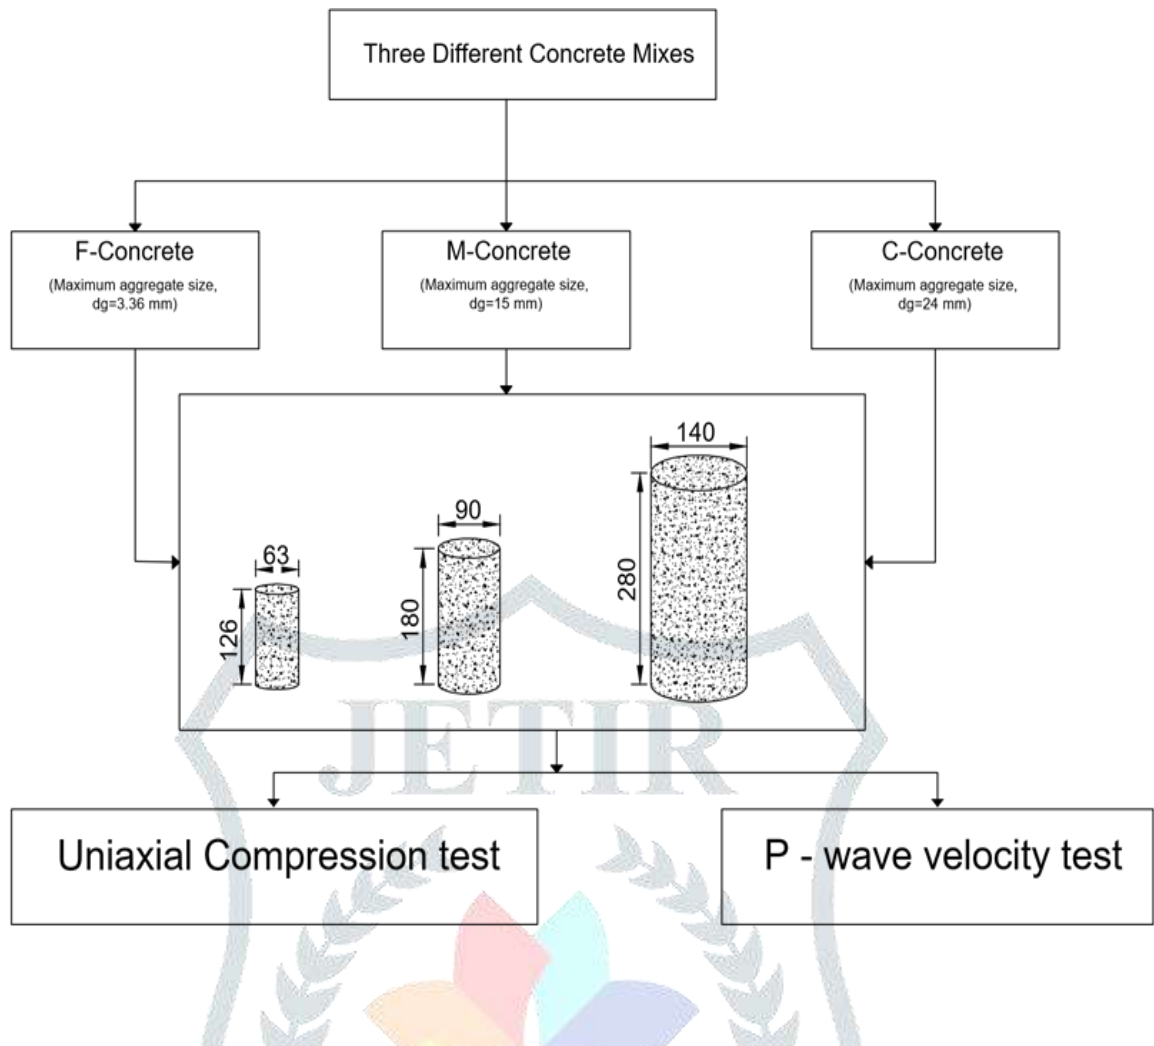 Three Different Concrete Mixes
F-Concrete
(Maximum aggregate size,
dg=3.36 mm)
M-Concrete
(Maximum aggregate size,
dg=15 mm)
C-Concrete
(Maximum aggregate size,
dg=24 mm)
63
126
90
180
140
280
JETIR
Uniaxial Compression test
P - wave velocity test